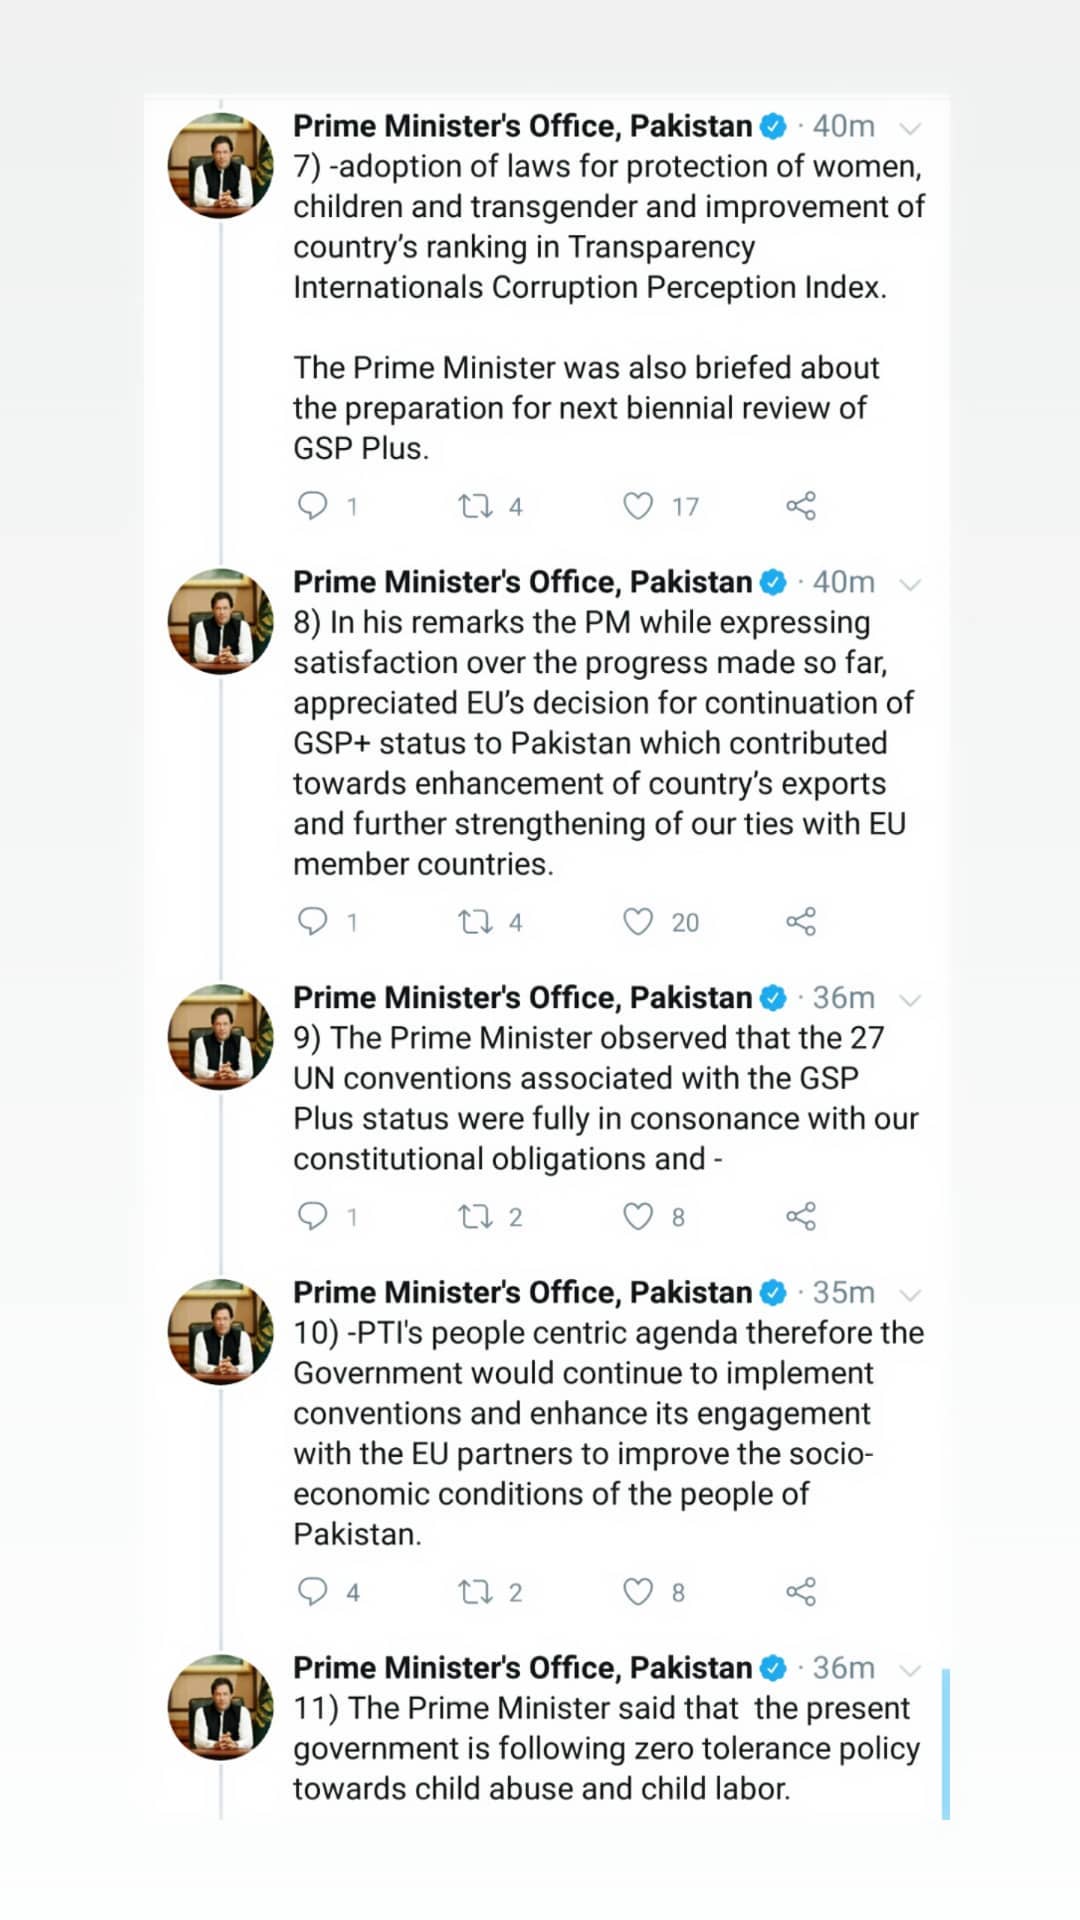 Prime Minister's Office, Pakistan · 40m
7) -adoption of laws for protection of women,
children and transgender and improvement of
country's ranking in Transparency
Internationals Corruption Perception Index.
The Prime Minister was also briefed about
the preparation for next biennial review of
GSP Plus.
1 4 17
Prime Minister's Office, Pakistan · 40m
8) In his remarks the PM while expressing
satisfaction over the progress made so far,
appreciated EU's decision for continuation of
GSP+ status to Pakistan which contributed
towards enhancement of country's exports
and further strengthening of our ties with EU
member countries.
1 4 20
Prime Minister's Office, Pakistan · 36m
9) The Prime Minister observed that the 27
UN conventions associated with the GSP
Plus status were fully in consonance with our
constitutional obligations and -
1 2 8
Prime Minister's Office, Pakistan · 35m
10) -PTI's people centric agenda therefore the
Government would continue to implement
conventions and enhance its engagement
with the EU partners to improve the socio-
economic conditions of the people of
Pakistan.
4 2 8
Prime Minister's Office, Pakistan · 36m
11) The Prime Minister said that  the present
government is following zero tolerance policy
towards child abuse and child labor.